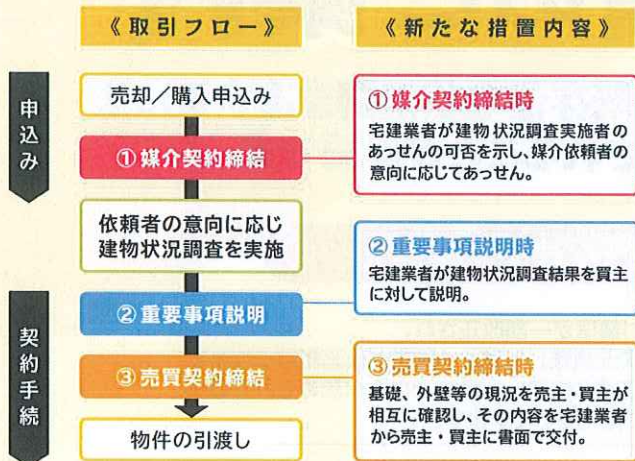 《取引フロー》
《新たな措置内容》
申込み
売却／購入申込み
①媒介契約締結
依頼者の意向に応じ
建物状況調査を実施
②重要事項説明
契約手続
③売買契約締結
物件の引渡し
①媒介契約締結時
宅建業者が建物状況調査実施者の
あっせんの可否を示し、媒介依頼者の
意向に応じてあっせん。
②重要事項説明時
宅建業者が建物状況調査結果を買主
に対して説明。
③売買契約締結時
基礎、外壁等の現況を売主・買主が
相互に確認し、その内容を宅建業者
から売主・買主に書面で交付。